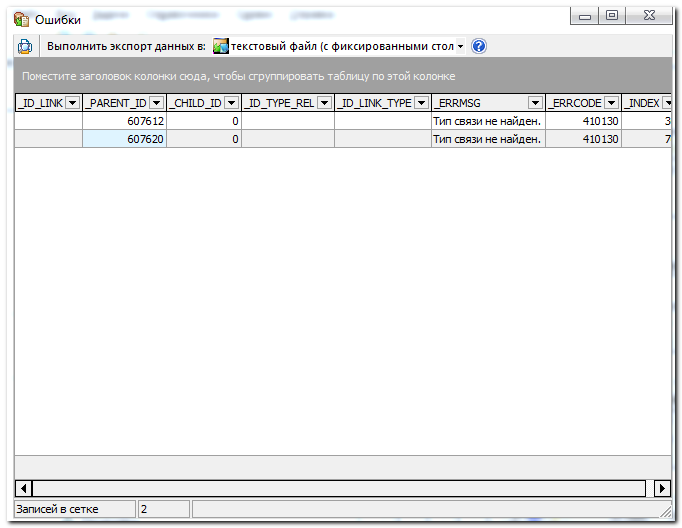 Ошибки
Выполнить экспорт данных в: текстовый файл (с фиксированными стол
Поместите заголовок колонки сюда, чтобы сгруппировать таблицу по этой колонке
_ID_LINK _PARENT_ID _CHILD_ID _ID_TYPE_REL _ID_LINK_TYPE _ERRMSG _ERRCODE _INDEX
607612 0 Тип связи не найден. 410130 3
607620 0 Тип связи не найден. 410130 7
Записей в сетке 2